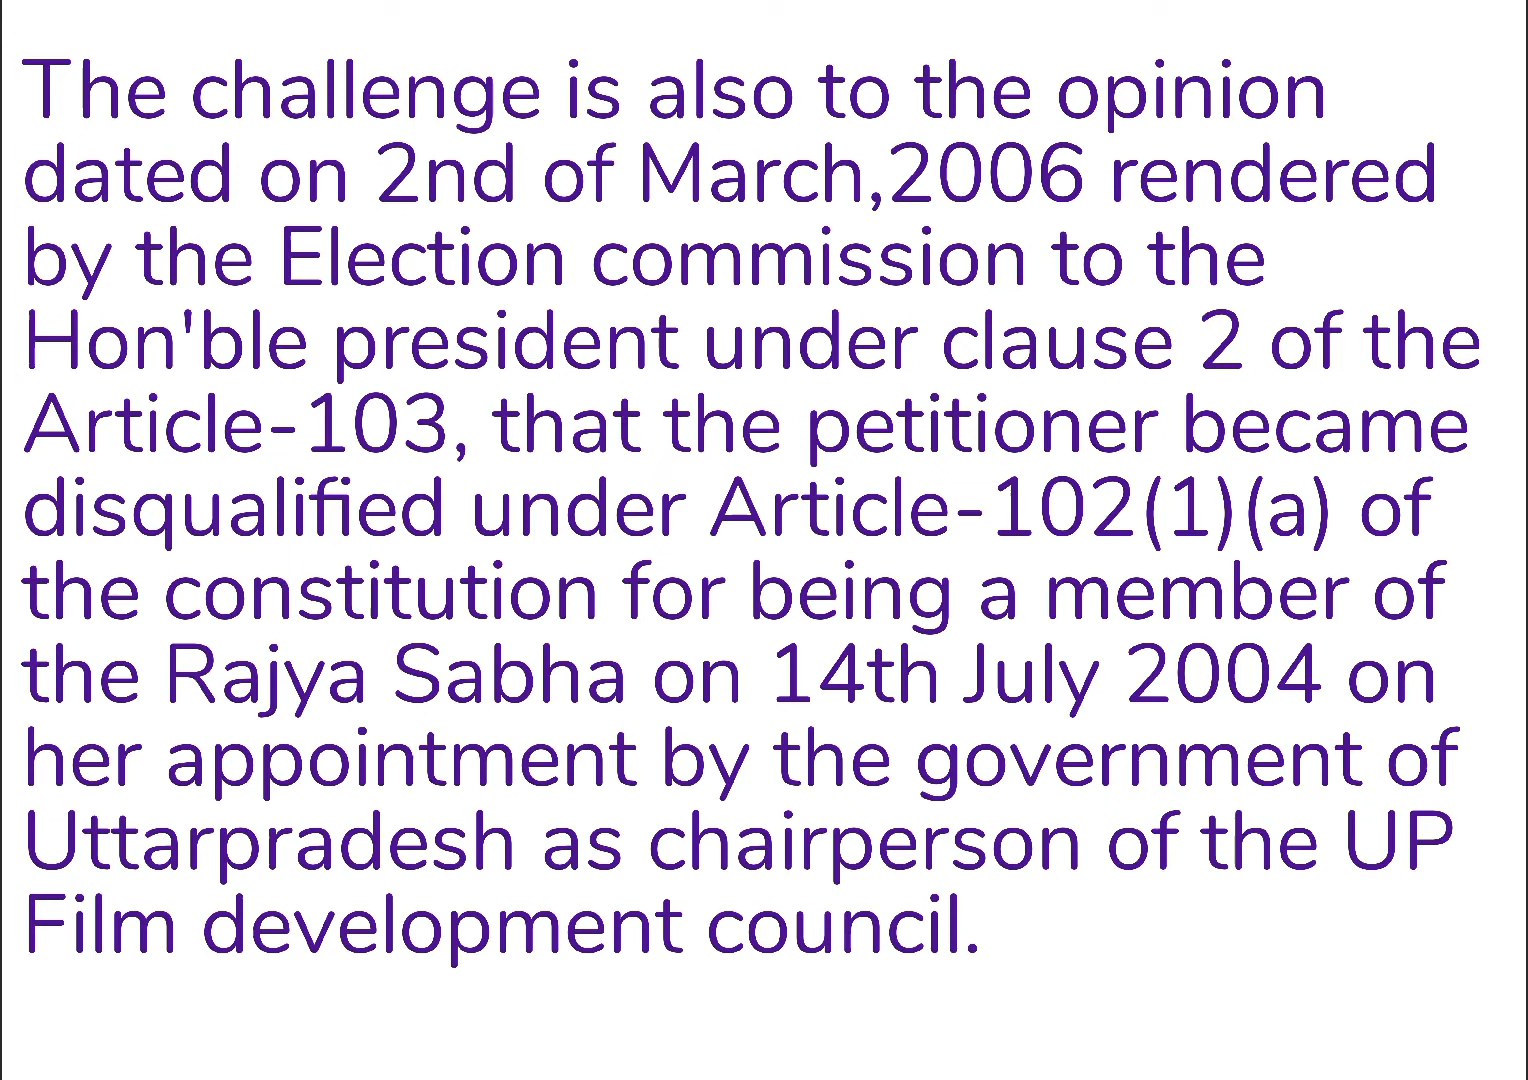 The challenge is also to the opinion
dated on 2nd of March,2006 rendered
by the Election commission to the
Hon'ble president under clause 2 of the
Article-103, that the petitioner became
disqualified under Article-102(1)(a) of
the constitution for being a member of
the Rajya Sabha on 14th July 2004 on
her appointment by the government of
Uttarpradesh as chairperson of the UP
Film development council.